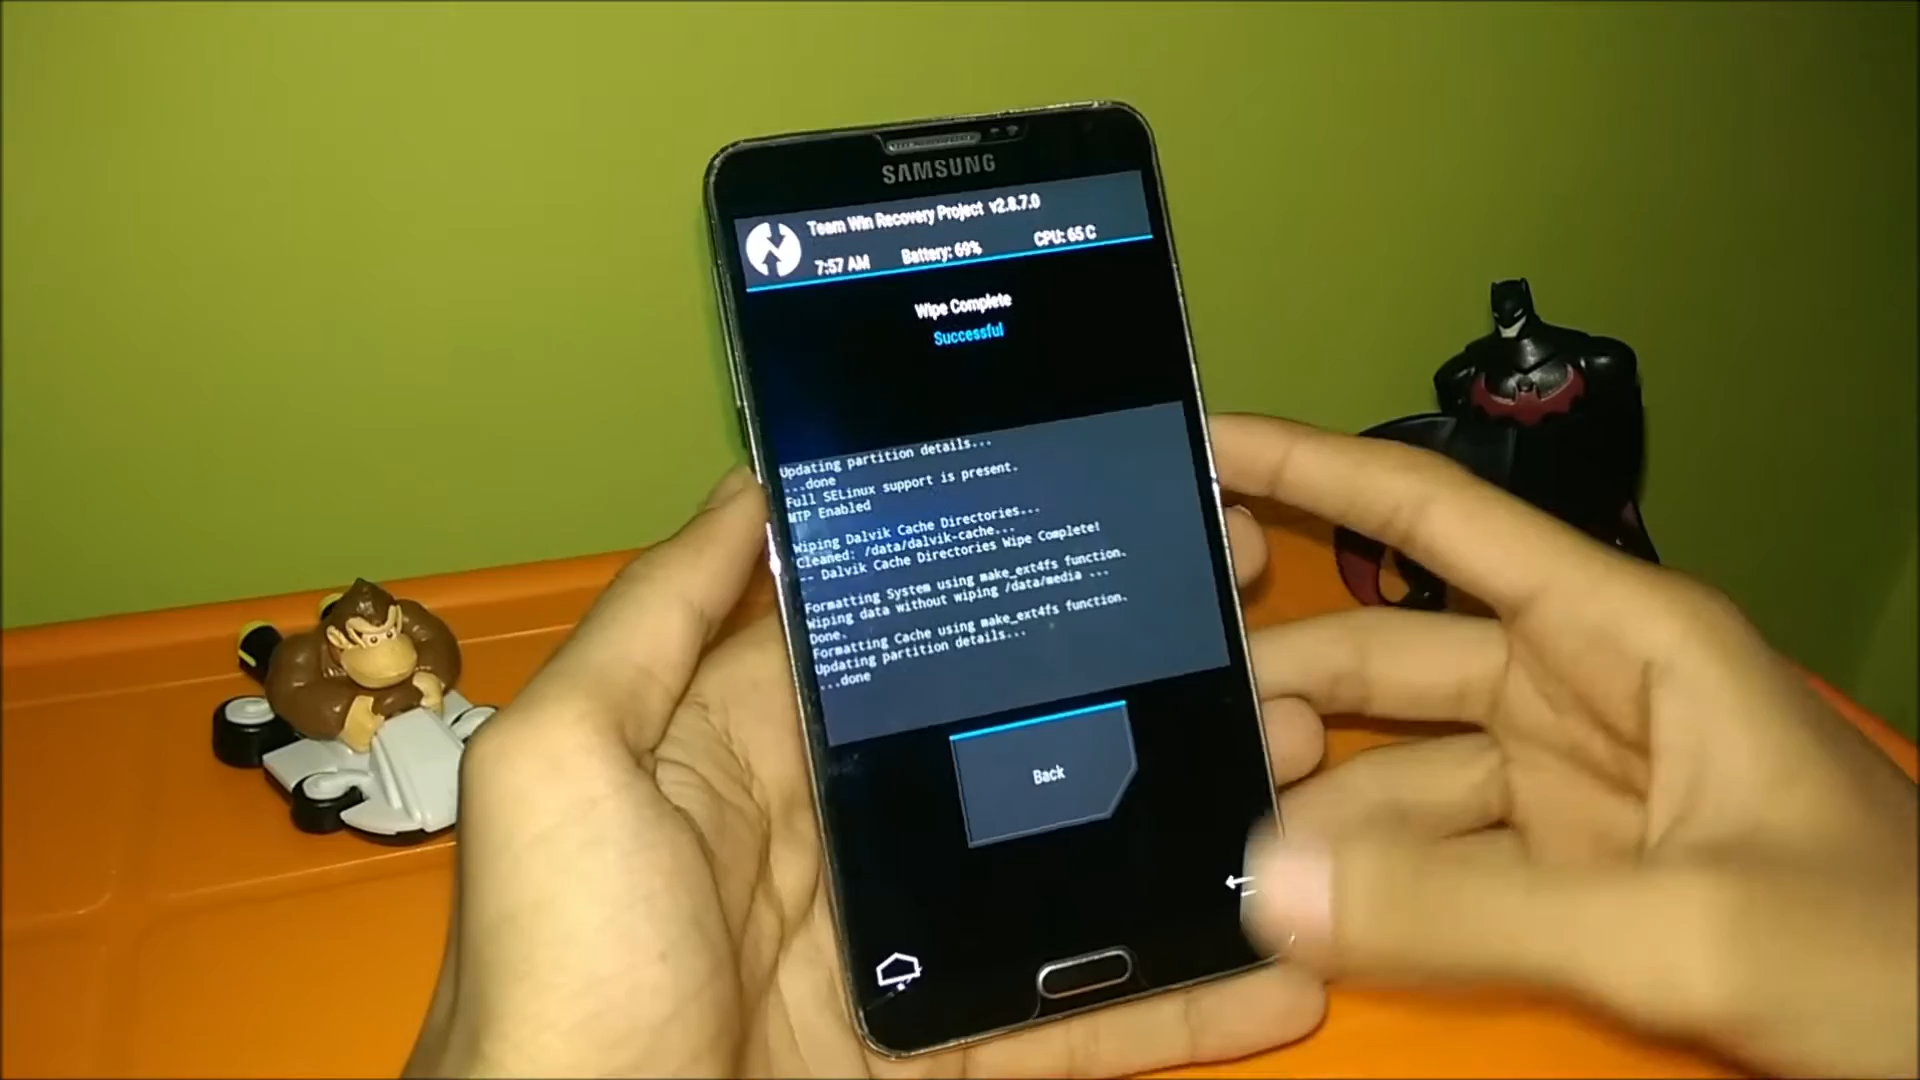 SAMSUNG
Team Win Recovery Project v2.8.7.0
7:57 AM Battery: 69% CPU: 65 C
Wipe Complete
Successful
Updating partition details...
...done
Full SELinux support is present.
MTP Enabled
Wiping Dalvik Cache Directories...
Cleaned: /data/dalvik-cache...
-- Dalvik Cache Directories Wipe Complete!
Formatting System using make_ext4fs function.
Wiping data without wiping /data/media ...
Done.
Formatting Cache using make_ext4fs function.
Updating partition details...
...done
Back